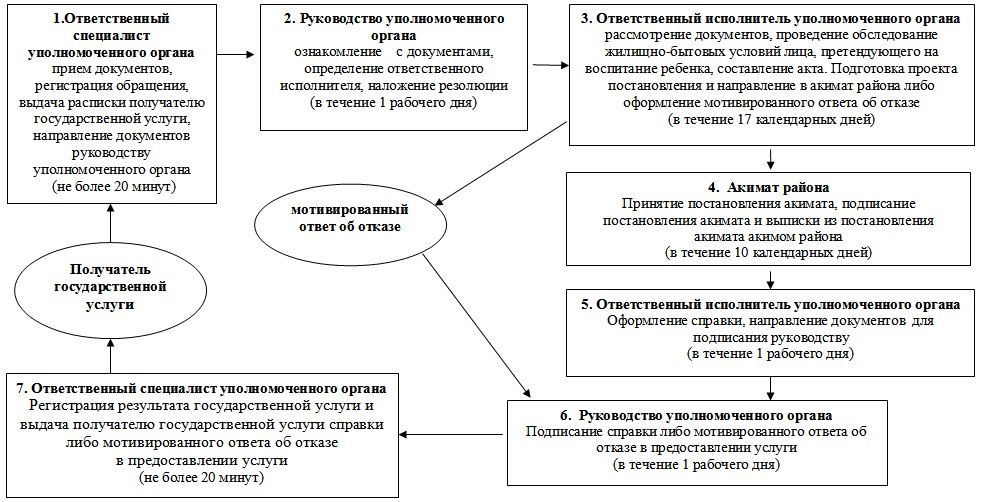 1.Ответственный
специалист
уполномоченного органа
прием документов,
регистрация обращения,
выдача расписки получателю
государственной услуги,
направление документов
руководству
уполномоченного органа
(не более 20 минут)
2. Руководство уполномоченного
органа
ознакомление с документами,
определение ответственного
исполнителя, наложение резолюции
(в течение 1 рабочего дня)
3. Ответственный исполнитель уполномоченного органа
рассмотрение документов, проведение обследование
жилищно-бытовых условий лица, претендующего на
воспитание ребенка, составление акта. Подготовка проекта
постановления и направление в акимат района либо
оформление мотивированного ответа об отказе
(в течение 17 календарных дней)
мотивированный
ответ об отказе
4. Акимат района
Принятие постановления акимата, подписание
постановления акимата и выписки из постановления
акимата акимом района
(в течение 10 календарных дней)
Получатель
государственной
услуги
5. Ответственный исполнитель уполномоченного органа
Оформление справки, направление документов для
подписания руководству
(в течение 1 рабочего дня)
6. Руководство уполномоченного органа
Подписание справки либо мотивированного ответа об
отказе в предоставлении услуги
(в течение 1 рабочего дня)
7. Ответственный специалист уполномоченного органа
Регистрация результата государственной услуги и
выдача получателю государственной услуги справки
либо мотивированного ответа об отказе
в предоставлении услуги
(не более 20 минут)